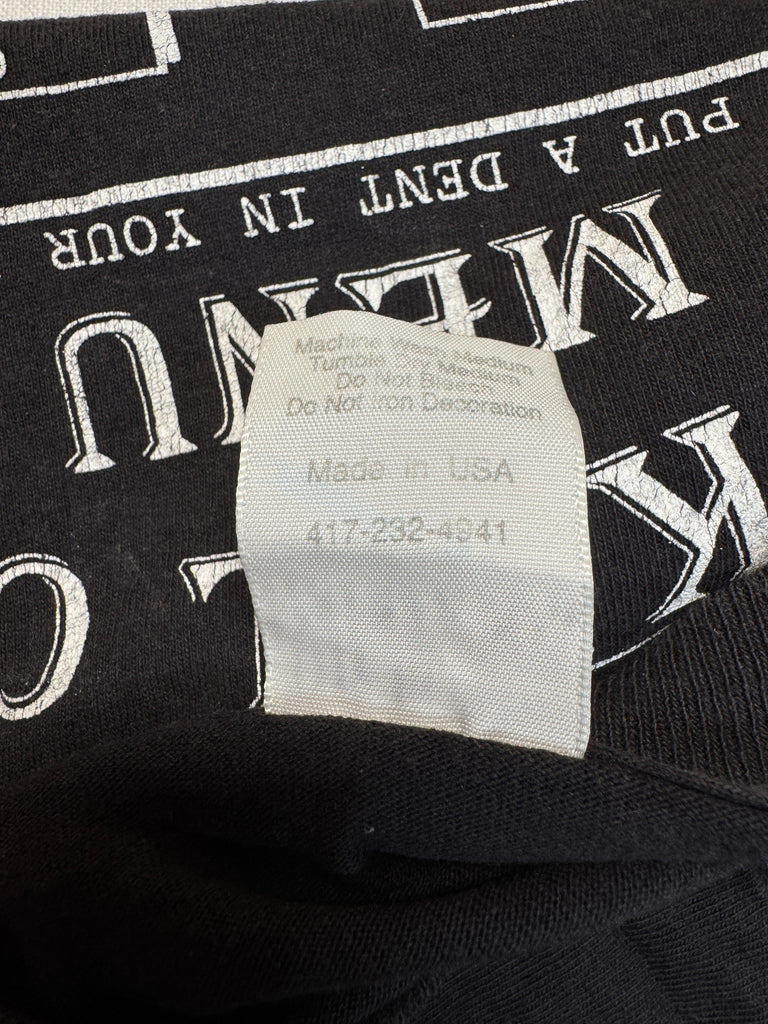 PUT A DENT IN YOUR
MENU
K
Machine Wash Medium
Tumble Dry Medium
Do Not Bleach
Do Not Iron Decoration
Made in USA
417-232-4941